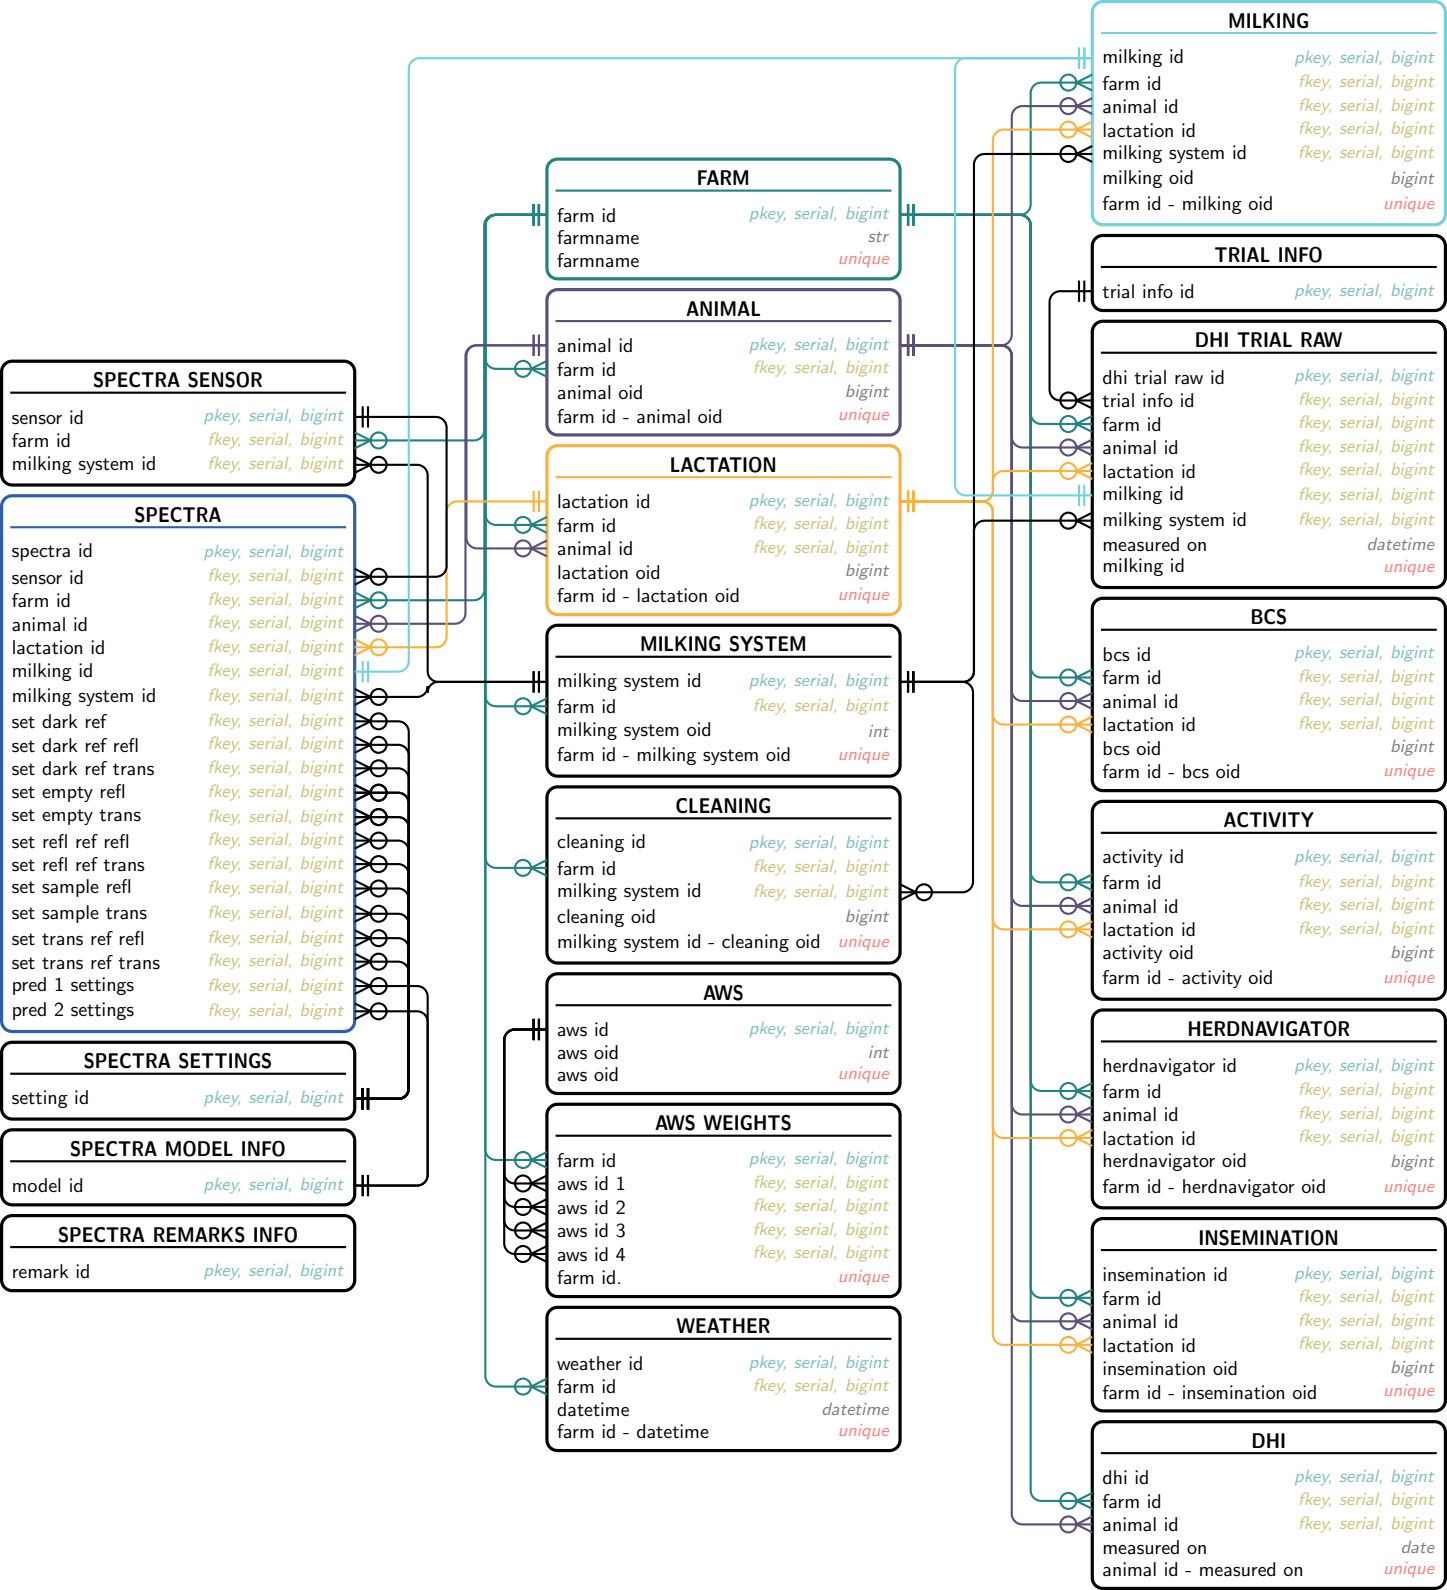 SPECTRA SENSOR
sensor id pkey, serial, bigint
farm id fkey, serial, bigint
milking system id fkey, serial, bigint
SPECTRA
spectra id pkey, serial, bigint
sensor id fkey, serial, bigint
farm id fkey, serial, bigint
animal id fkey, serial, bigint
lactation id fkey, serial, bigint
milking id fkey, serial, bigint
milking system id fkey, serial, bigint
set dark ref fkey, serial, bigint
set dark ref refl fkey, serial, bigint
set dark ref trans fkey, serial, bigint
set empty refl fkey, serial, bigint
set empty trans fkey, serial, bigint
set refl ref refl fkey, serial, bigint
set refl ref trans fkey, serial, bigint
set sample refl fkey, serial, bigint
set sample trans fkey, serial, bigint
set trans ref refl fkey, serial, bigint
set trans ref trans fkey, serial, bigint
pred 1 settings fkey, serial, bigint
pred 2 settings fkey, serial, bigint
SPECTRA SETTINGS
setting id pkey, serial, bigint
SPECTRA MODEL INFO
model id pkey, serial, bigint
SPECTRA REMARKS INFO
remark id pkey, serial, bigint
FARM
farm id pkey, serial, bigint
farmname str
farmname unique
ANIMAL
animal id pkey, serial, bigint
farm id fkey, serial, bigint
animal oid bigint
farm id - animal oid unique
LACTATION
lactation id pkey, serial, bigint
farm id fkey, serial, bigint
animal id fkey, serial, bigint
lactation oid bigint
farm id - lactation oid unique
MILKING SYSTEM
milking system id pkey, serial, bigint
farm id fkey, serial, bigint
milking system oid int
farm id - milking system oid unique
CLEANING
cleaning id pkey, serial, bigint
farm id fkey, serial, bigint
milking system id fkey, serial, bigint
cleaning oid bigint
milking system id - cleaning oid unique
AWS
aws id pkey, serial, bigint
aws oid int
aws oid unique
AWS WEIGHTS
farm id pkey, serial, bigint
aws id 1 fkey, serial, bigint
aws id 2 fkey, serial, bigint
aws id 3 fkey, serial, bigint
aws id 4 fkey, serial, bigint
farm id. unique
WEATHER
weather id pkey, serial, bigint
farm id fkey, serial, bigint
datetime datetime
farm id - datetime unique
MILKING
milking id pkey, serial, bigint
farm id fkey, serial, bigint
animal id fkey, serial, bigint
lactation id fkey, serial, bigint
milking system id fkey, serial, bigint
milking oid bigint
farm id - milking oid unique
TRIAL INFO
trial info id pkey, serial, bigint
DHI TRIAL RAW
dhi trial raw id pkey, serial, bigint
trial info id fkey, serial, bigint
farm id fkey, serial, bigint
animal id fkey, serial, bigint
lactation id fkey, serial, bigint
milking id fkey, serial, bigint
milking system id fkey, serial, bigint
measured on datetime
milking id unique
BCS
bcs id pkey, serial, bigint
farm id fkey, serial, bigint
animal id fkey, serial, bigint
lactation id fkey, serial, bigint
bcs oid bigint
farm id - bcs oid unique
ACTIVITY
activity id pkey, serial, bigint
farm id fkey, serial, bigint
animal id fkey, serial, bigint
lactation id fkey, serial, bigint
activity oid bigint
farm id - activity oid unique
HERDNAVIGATOR
herdnavigator id pkey, serial, bigint
farm id fkey, serial, bigint
animal id fkey, serial, bigint
lactation id fkey, serial, bigint
herdnavigator oid bigint
farm id - herdnavigator oid unique
INSEMINATION
insemination id pkey, serial, bigint
farm id fkey, serial, bigint
animal id fkey, serial, bigint
lactation id fkey, serial, bigint
insemination oid bigint
farm id - insemination oid unique
DHI
dhi id pkey, serial, bigint
farm id fkey, serial, bigint
animal id fkey, serial, bigint
measured on date
animal id - measured on unique